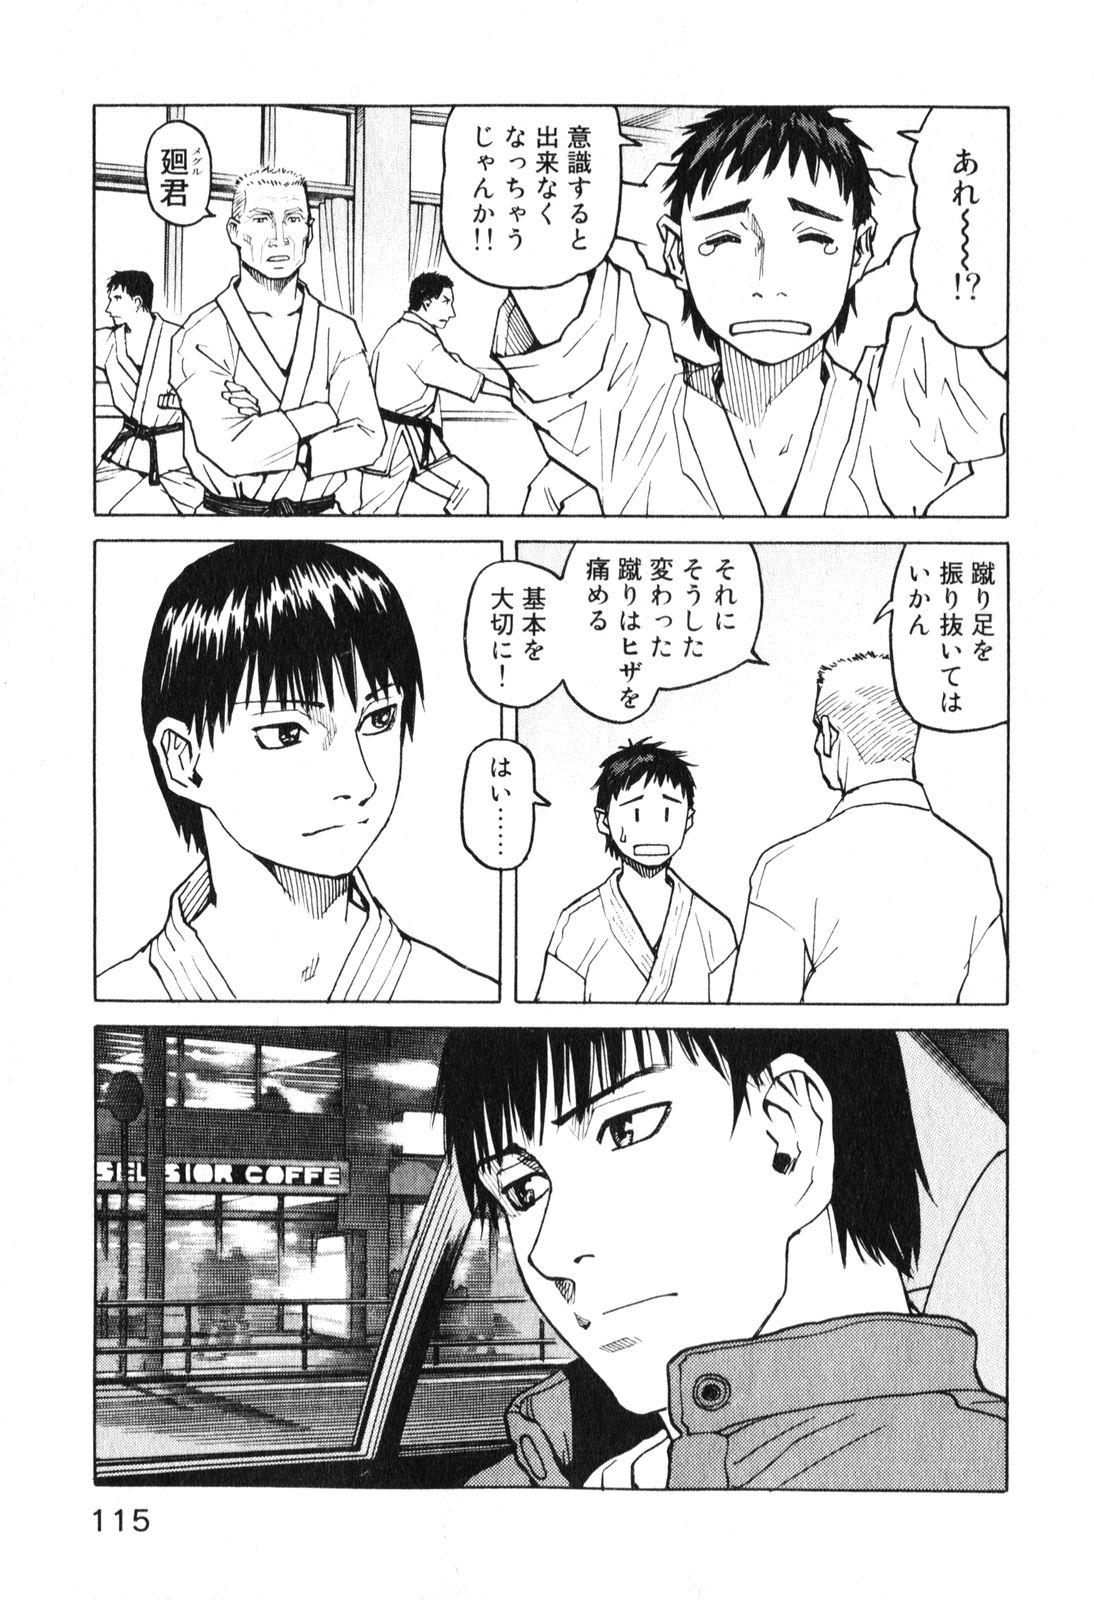 あれ〜〜〜!?
意識すると
出来なく
なっちゃう
じゃんか!!
廻君
メグル
蹴り足を
振り抜いては
いかん
それに
そうした
変わった
蹴りはヒザを
痛める
基本を
大切に!
はい……
SEL SIOR COFFE
115